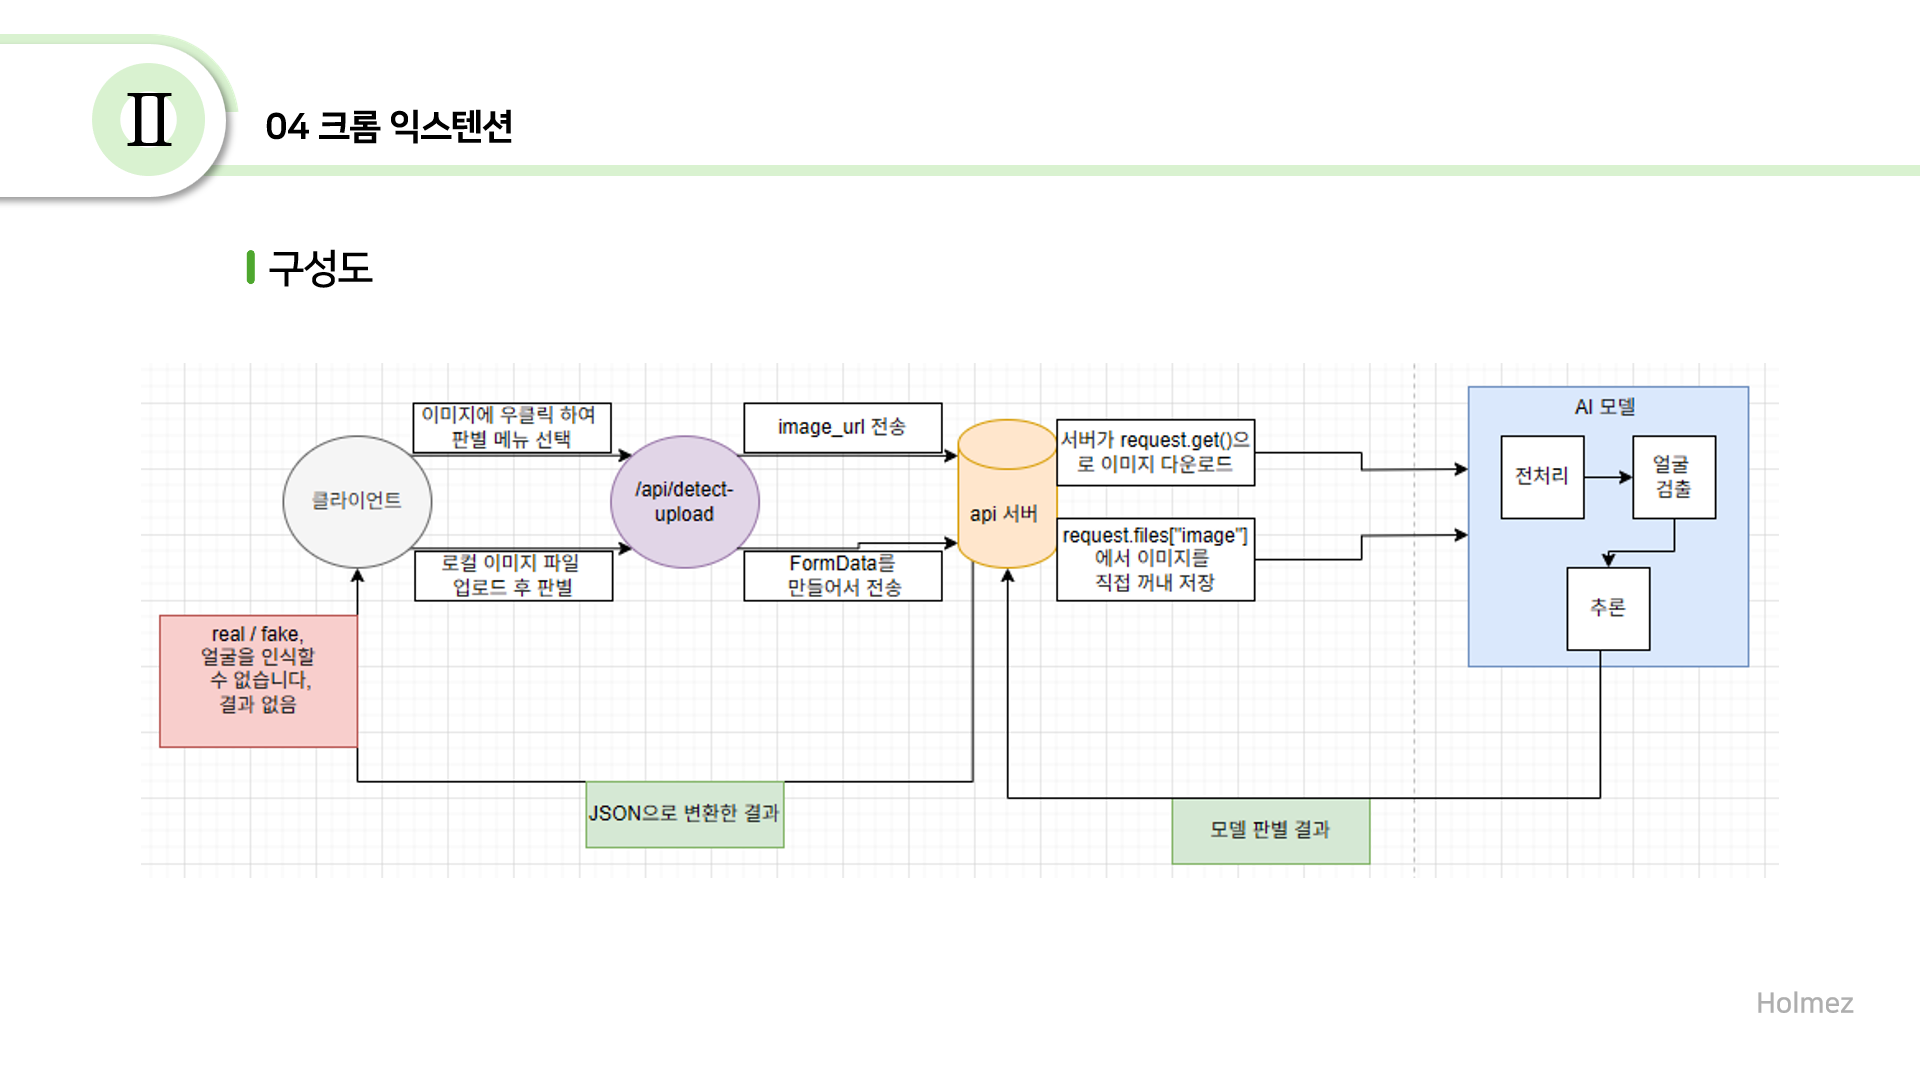 Ⅱ
04 크롬 익스텐션
구성도
이미지에 우클릭 하여
판별 메뉴 선택
클라이언트
로컬 이미지 파일
업로드 후 판별
/api/detect-
upload
image_url 전송
FormData를
만들어서 전송
api 서버
서버가 request.get()으
로 이미지 다운로드
request.files["image"]
에서 이미지를
직접 꺼내 저장
AI 모델
전처리
얼굴
검출
추론
real / fake,
얼굴을 인식할
수 없습니다,
결과 없음
JSON으로 변환한 결과
모델 판별 결과
Holmez